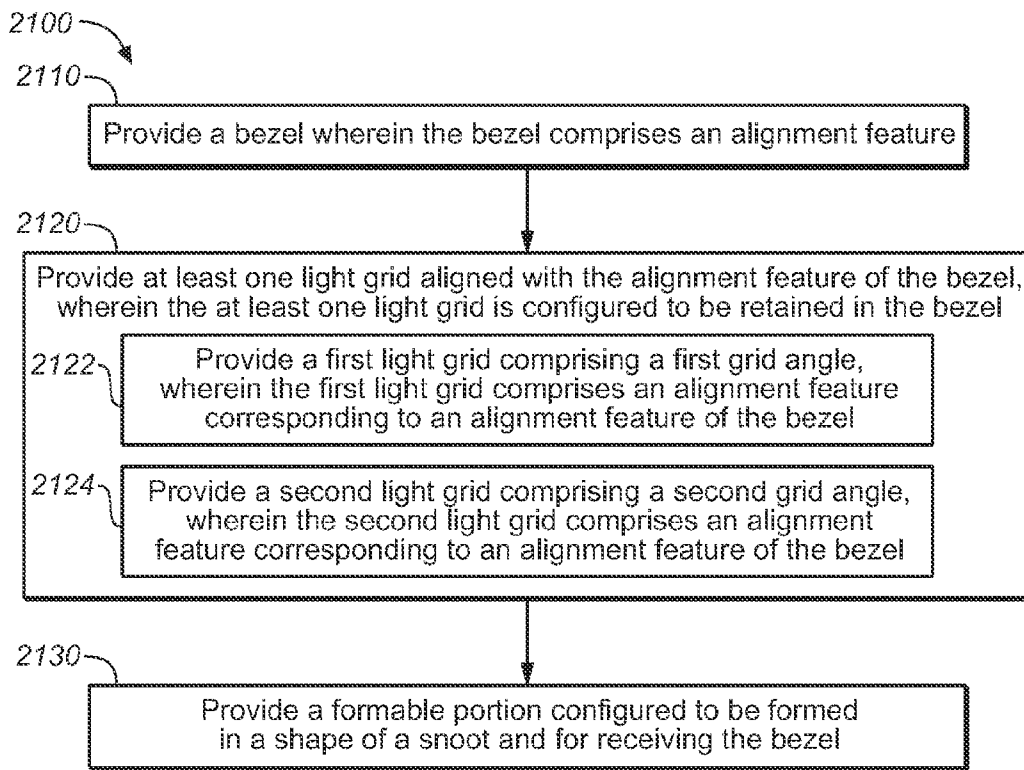 2100
2110
Provide a bezel wherein the bezel comprises an alignment feature
2120
Provide at least one light grid aligned with the alignment feature of the bezel,
wherein the at least one light grid is configured to be retained in the bezel
2122
Provide a first light grid comprising a first grid angle,
wherein the first light grid comprises an alignment feature
corresponding to an alignment feature of the bezel
2124
Provide a second light grid comprising a second grid angle,
wherein the second light grid comprises an alignment
feature corresponding to an alignment feature of the bezel
2130
Provide a formable portion configured to be formed
in a shape of a snoot and for receiving the bezel